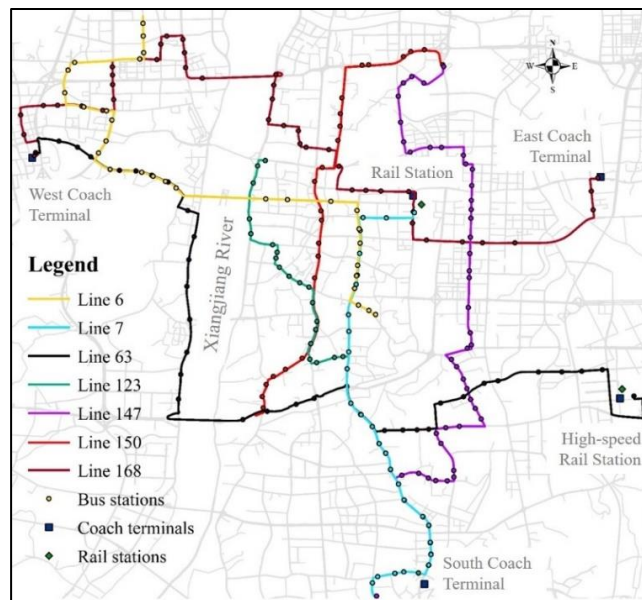 N
W
E
S
East Coach
Terminal
Rail Station
West Coach
Terminal
Xiangjiang River
Legend
Line 6
Line 7
Line 63
Line 123
Line 147
Line 150
Line 168
Bus stations
Coach terminals
Rail stations
High-speed
Rail Station
South Coach
Terminal